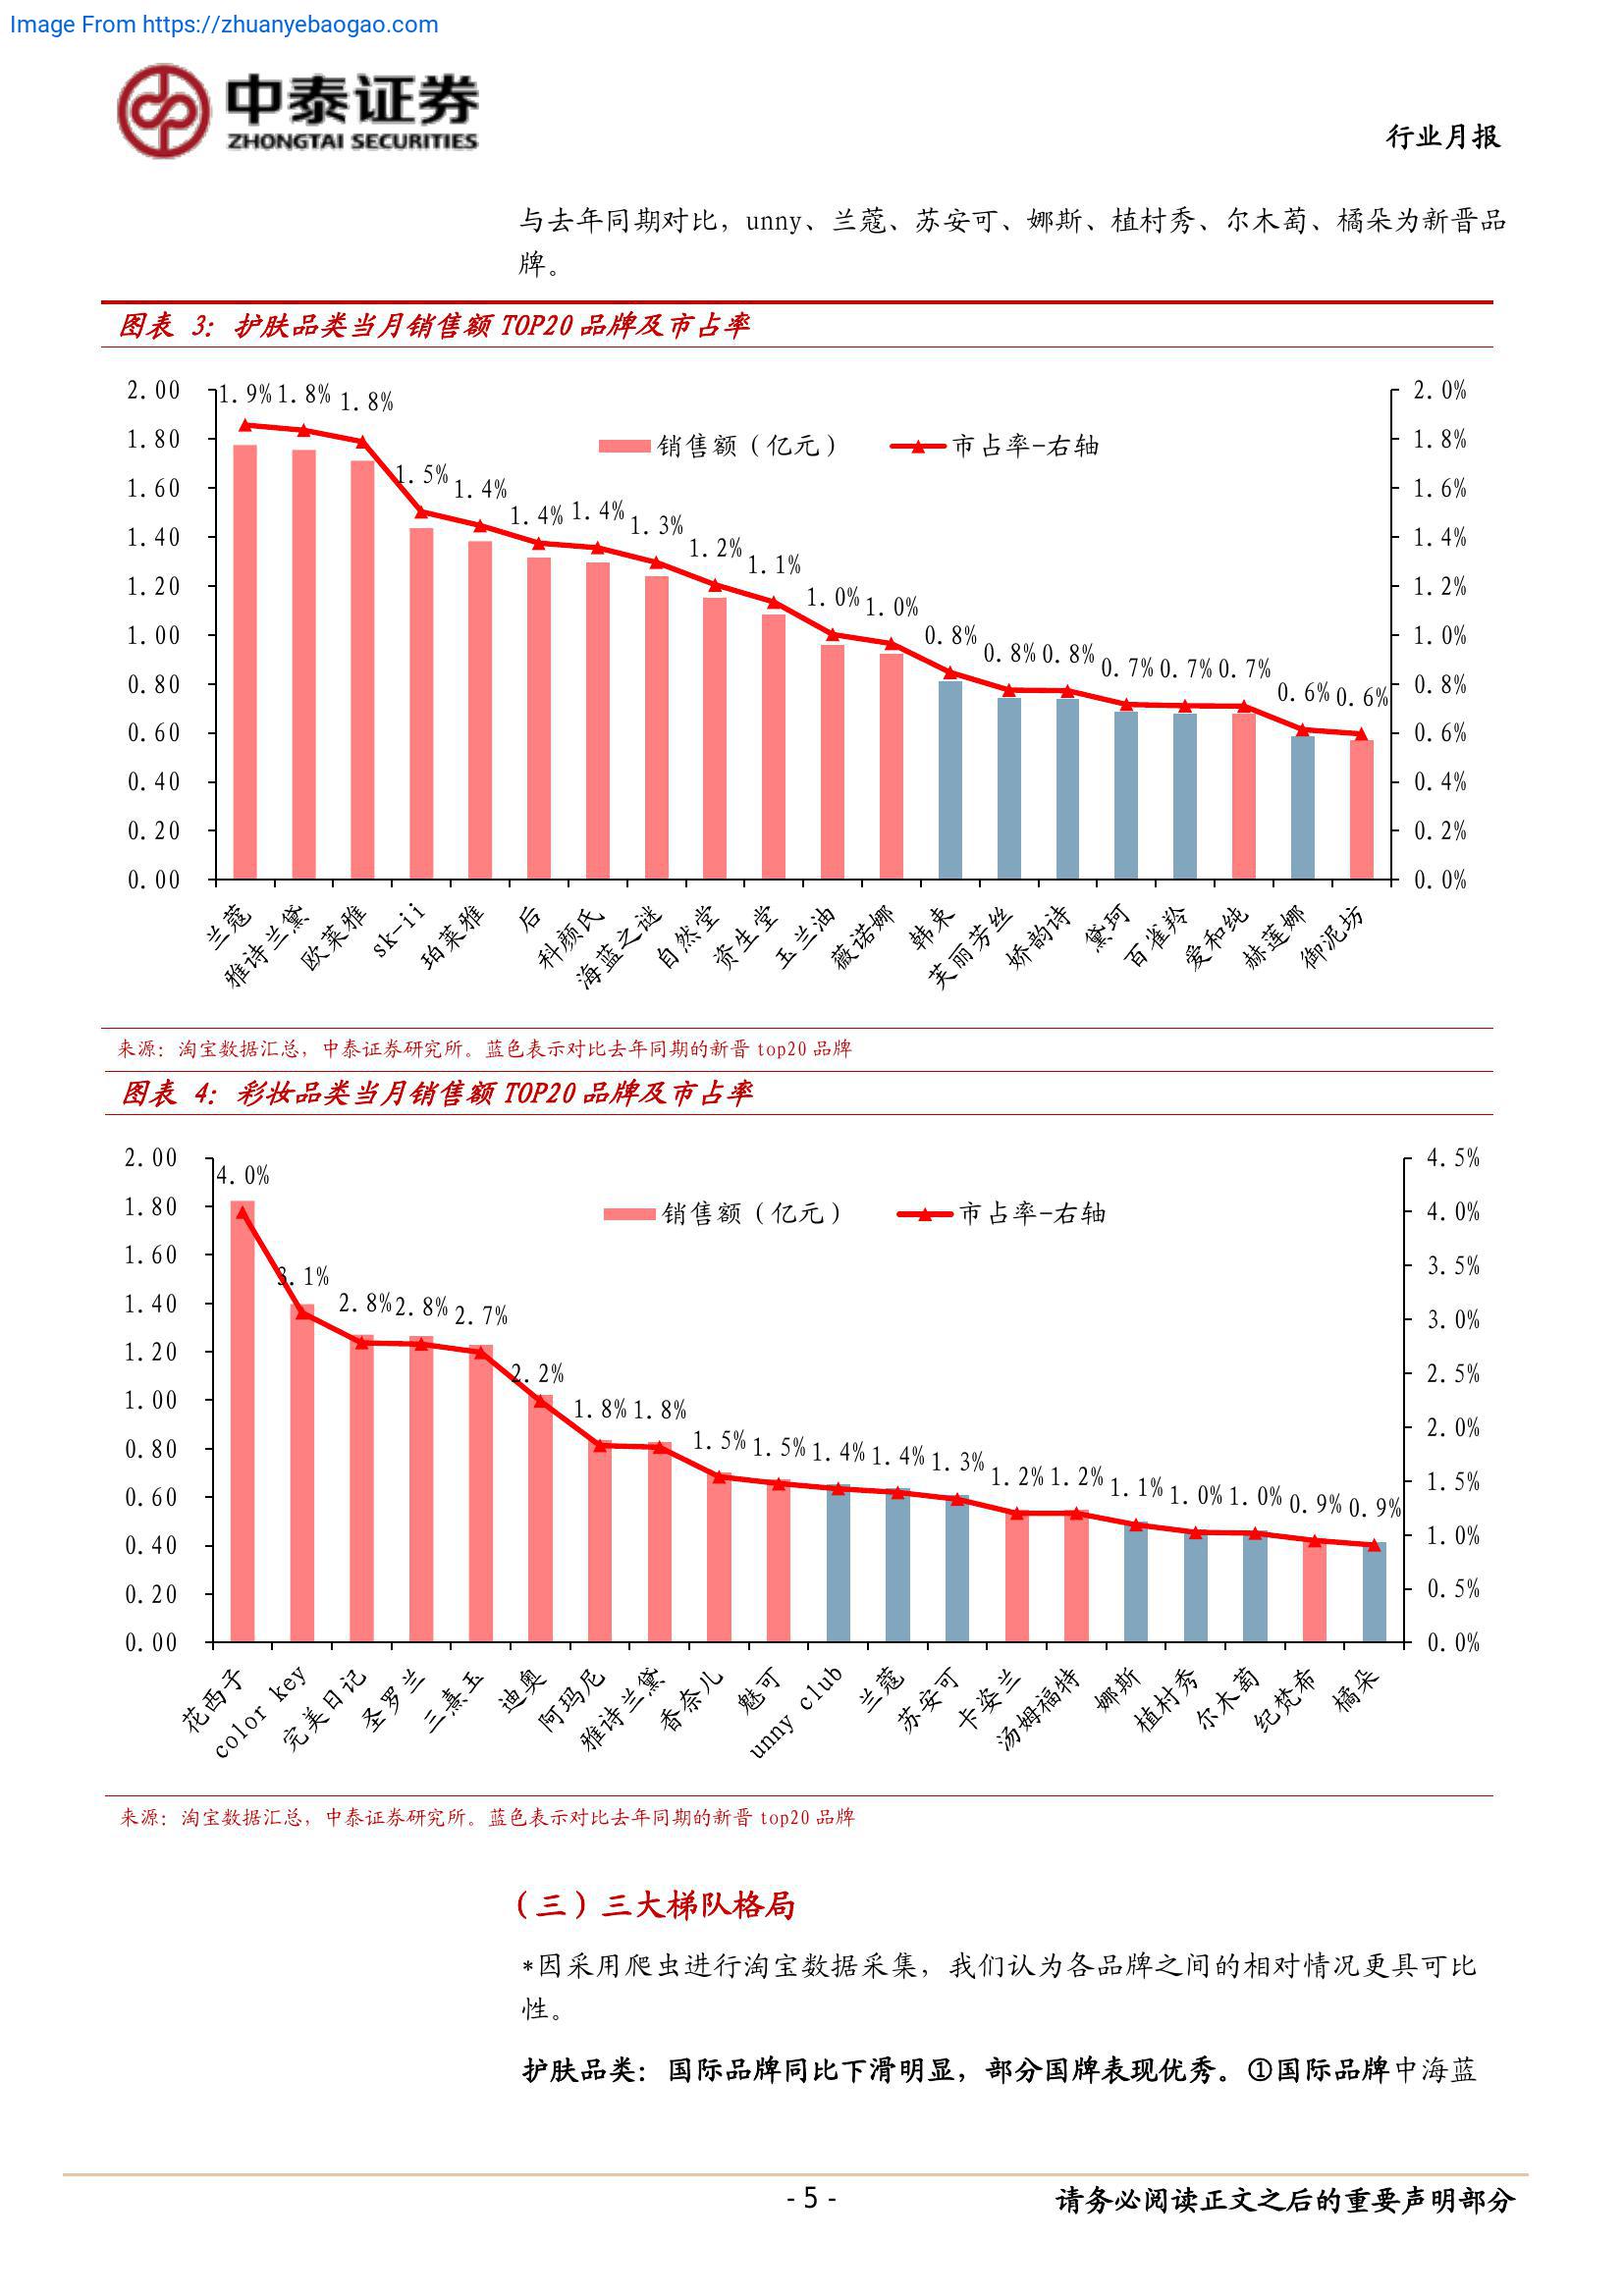 Image From https://zhuanyebaogao.com
中泰证券
ZHONGTAI SECURITIES
行业月报
与去年同期对比，unny、兰蔻、苏安可、娜斯、植村秀、尔木萄、橘朵为新晋品
牌。
图表 3：护肤品类当月销售额 TOP20 品牌及市占率
2.00
1.80
1.60
1.40
1.20
1.00
0.80
0.60
0.40
0.20
0.00
1.9% 1.8% 1.8% 1.5% 1.4% 1.4% 1.4% 1.3% 1.2% 1.1% 1.0% 1.0% 0.8% 0.8% 0.8% 0.7% 0.7% 0.7% 0.6% 0.6%
销售额（亿元） 市占率-右轴
2.0%
1.8%
1.6%
1.4%
1.2%
1.0%
0.8%
0.6%
0.4%
0.2%
0.0%
兰蔻 雅诗兰黛 欧莱雅 sk-ii 珀莱雅 后 科颜氏 海蓝之谜 自然堂 资生堂 玉兰油 薇诺娜 韩束 芙丽芳丝 娇韵诗 黛珂 百雀羚 爱和纯 赫莲娜 御泥坊
来源：淘宝数据汇总，中泰证券研究所。蓝色表示对比去年同期的新晋 top20 品牌
图表 4：彩妆品类当月销售额 TOP20 品牌及市占率
2.00
1.80
1.60
1.40
1.20
1.00
0.80
0.60
0.40
0.20
0.00
4.0% 3.1% 2.8% 2.8% 2.7% 2.2% 1.8% 1.8% 1.5% 1.5% 1.4% 1.4% 1.3% 1.2% 1.2% 1.1% 1.0% 1.0% 0.9% 0.9%
销售额（亿元） 市占率-右轴
4.5%
4.0%
3.5%
3.0%
2.5%
2.0%
1.5%
1.0%
0.5%
0.0%
花西子 color key 完美日记 圣罗兰 三熹玉 迪奥 阿玛尼 雅诗兰黛 香奈儿 魅可 unny club 兰蔻 苏安可 卡姿兰 汤姆福特 娜斯 植村秀 尔木萄 纪梵希 橘朵
来源：淘宝数据汇总，中泰证券研究所。蓝色表示对比去年同期的新晋 top20 品牌
（三）三大梯队格局
*因采用爬虫进行淘宝数据采集，我们认为各品牌之间的相对情况更具可比
性。
护肤品类：国际品牌同比下滑明显，部分国牌表现优秀。①国际品牌中海蓝
- 5 -
请务必阅读正文之后的重要声明部分